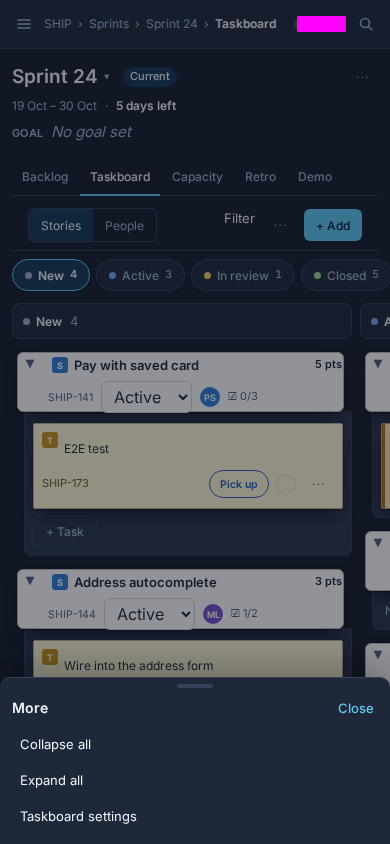 SHIP › Sprints › Sprint 24 › Taskboard
Sprint 24 ▾ Current ...
19 Oct – 30 Oct · 5 days left
GOAL No goal set
Backlog Taskboard Capacity Retro Demo
Stories People Filter ... + Add
New 4 Active 3 In review 1 Closed 5
New 4
▼ S Pay with saved card 5 pts
SHIP-141 Active PS ☑ 0/3
T E2E test
SHIP-173 Pick up ...
+ Task
▼ S Address autocomplete 3 pts
SHIP-144 Active ML ☑ 1/2
T Wire into the address form
More Close
Collapse all
Expand all
Taskboard settings